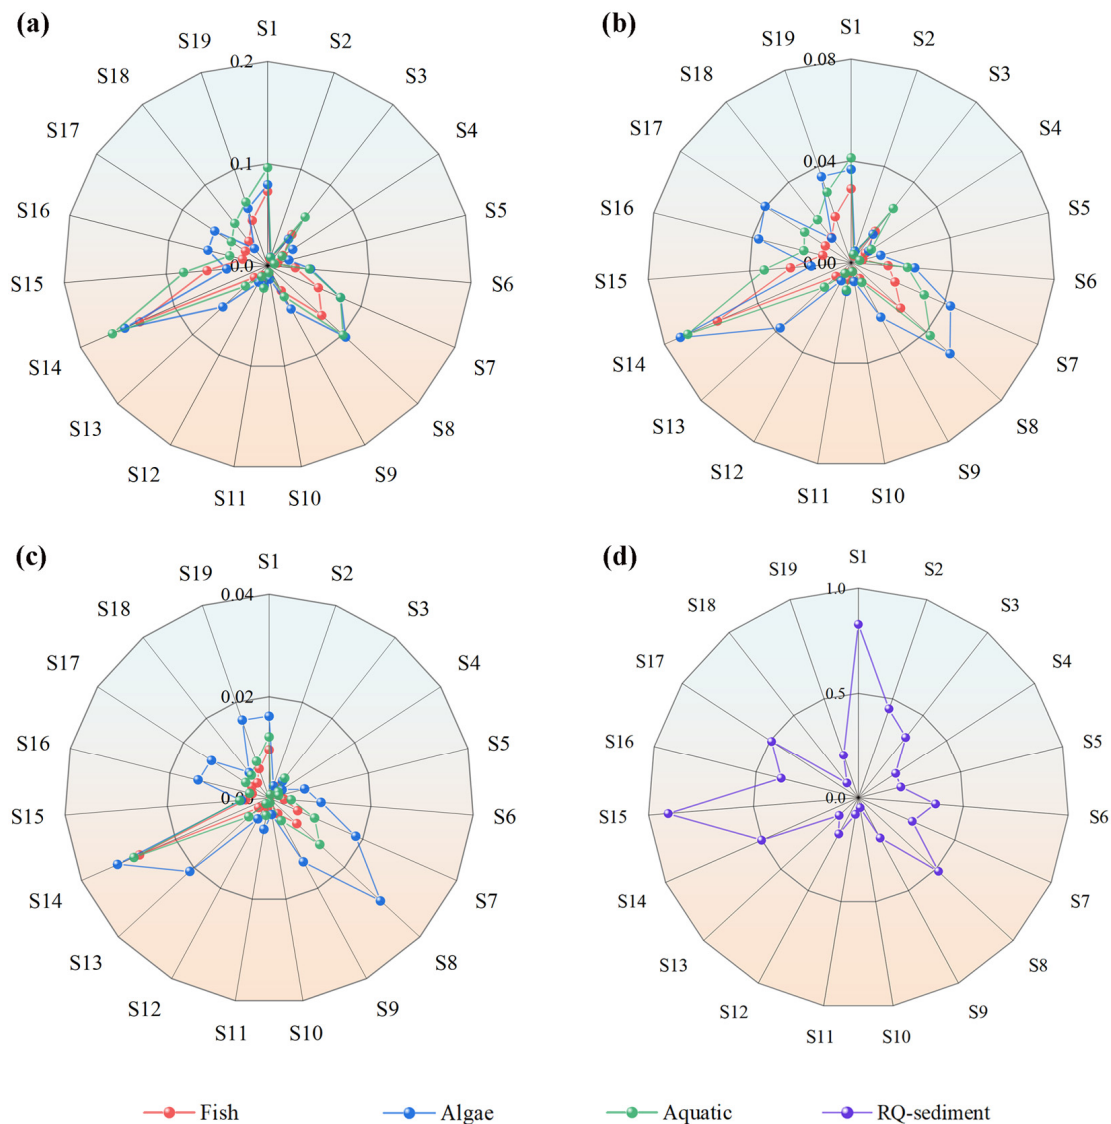 (a)
S1
S2
S3
S4
S5
S6
S7
S8
S9
S10
S11
S12
S13
S14
S15
S16
S17
S18
S19
0.2
0.1
0.0
(b)
S1
S2
S3
S4
S5
S6
S7
S8
S9
S10
S11
S12
S13
S14
S15
S16
S17
S18
S19
0.08
0.04
0.00
(c)
S1
S2
S3
S4
S5
S6
S7
S8
S9
S10
S11
S12
S13
S14
S15
S16
S17
S18
S19
0.04
0.02
(d)
S1
S2
S3
S4
S5
S6
S7
S8
S9
S10
S11
S12
S13
S14
S15
S16
S17
S18
S19
1.0
0.5
0.0
Fish
Algae
Aquatic
RQ-sediment